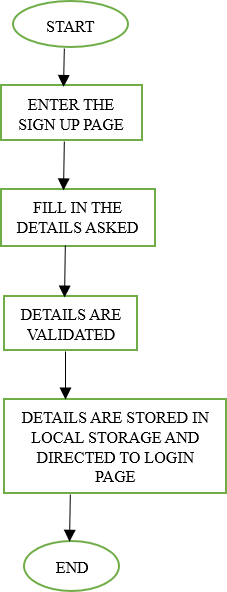 START
ENTER THE
SIGN UP PAGE
FILL IN THE
DETAILS ASKED
DETAILS ARE
VALIDATED
DETAILS ARE STORED IN
LOCAL STORAGE AND
DIRECTED TO LOGIN
PAGE
END